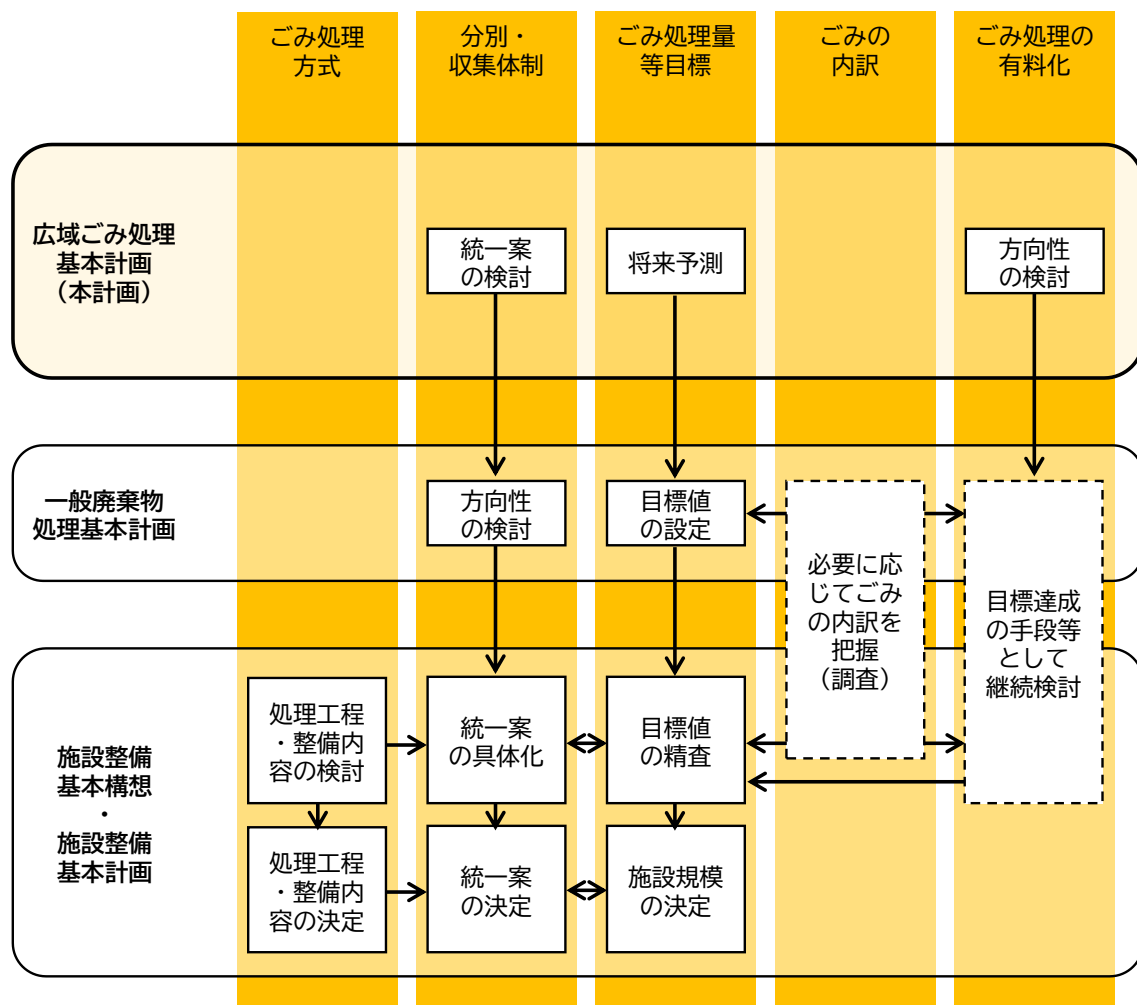 ごみ処理
方式
分別・
収集体制
ごみ処理量
等目標
ごみの
内訳
ごみ処理の
有料化
広域ごみ処理
基本計画
（本計画）
統一案
の検討
将来予測
方向性
の検討
一般廃棄物
処理基本計画
方向性
の検討
目標値
の設定
必要に応
じてごみ
の内訳を
把握
（調査）
目標達成
の手段等
として
継続検討
施設整備
基本構想
・
施設整備
基本計画
処理工程
・整備内
容の検討
統一案
の具体化
目標値
の精査
処理工程
・整備内
容の決定
統一案
の決定
施設規模
の決定